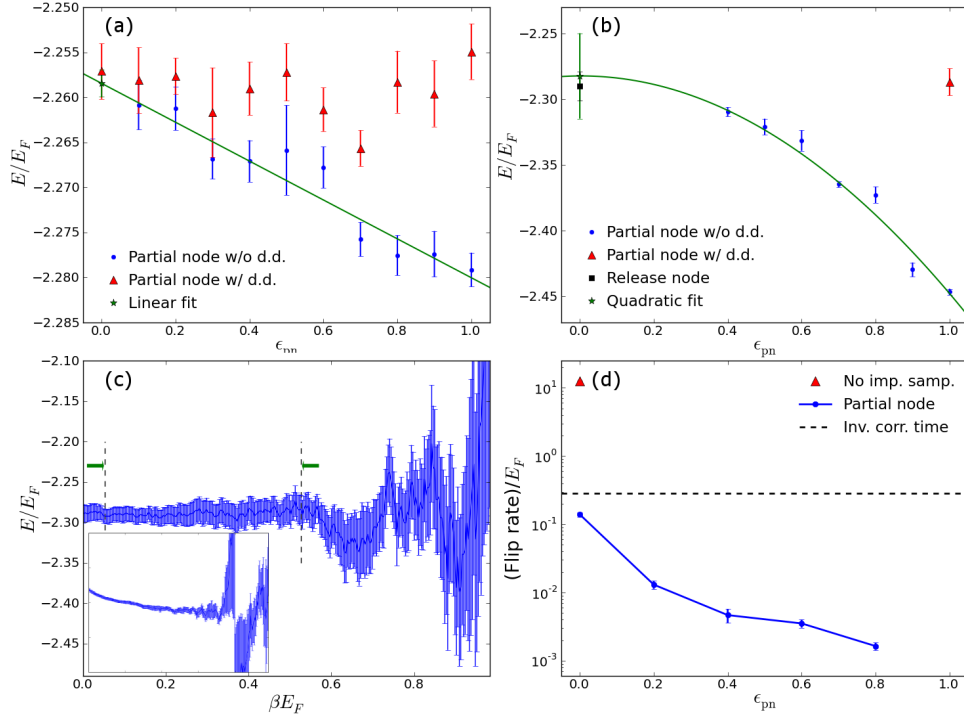 (a)
−2.250
−2.255
−2.260
−2.265
−2.270
−2.275
−2.280
−2.285
E/E_F
Partial node w/o d.d.
Partial node w/ d.d.
Linear fit
0.0 0.2 0.4 0.6 0.8 1.0
ϵ_pn
(b)
−2.25
−2.30
−2.35
−2.40
−2.45
E/E_F
Partial node w/o d.d.
Partial node w/ d.d.
Release node
Quadratic fit
0.0 0.2 0.4 0.6 0.8 1.0
ϵ_pn
(c)
−2.10
−2.15
−2.20
−2.25
−2.30
−2.35
−2.40
−2.45
E/E_F
0.0 0.2 0.4 0.6 0.8
βE_F
(d)
10^1
10^0
10^-1
10^-2
10^-3
(Flip rate)/E_F
No imp. samp.
Partial node
Inv. corr. time
0.0 0.2 0.4 0.6 0.8 1.0
ϵ_pn